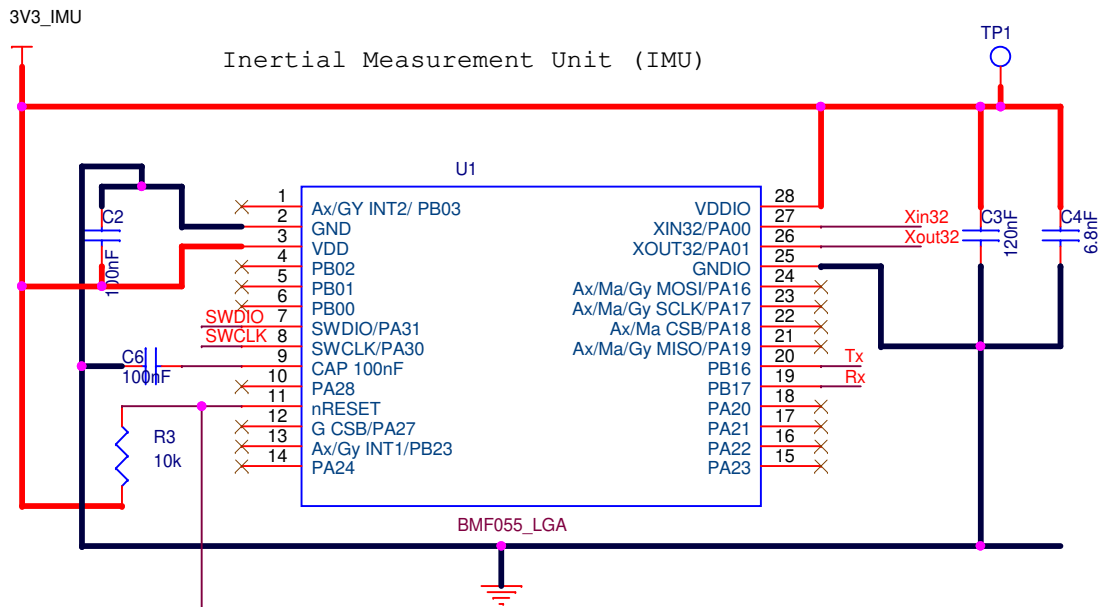 3V3_IMU
Inertial Measurement Unit (IMU)
TP1
U1
1
Ax/GY INT2/ PB03
2
GND
3
VDD
4
PB02
5
PB01
6
PB00
SWDIO
7
SWDIO/PA31
SWCLK
8
SWCLK/PA30
9
CAP 100nF
10
PA28
11
nRESET
12
G CSB/PA27
13
Ax/Gy INT1/PB23
14
PA24
28
VDDIO
27
XIN32/PA00
Xin32
26
XOUT32/PA01
Xout32
25
GNDIO
24
Ax/Ma/Gy MOSI/PA16
23
Ax/Ma/Gy SCLK/PA17
22
Ax/Ma CSB/PA18
21
Ax/Ma/Gy MISO/PA19
20
PB16
Tx
19
PB17
Rx
18
PA20
17
PA21
16
PA22
15
PA23
C2
100nF
C6
100nF
R3
10k
C3
120nF
C4
6.8nF
BMF055_LGA